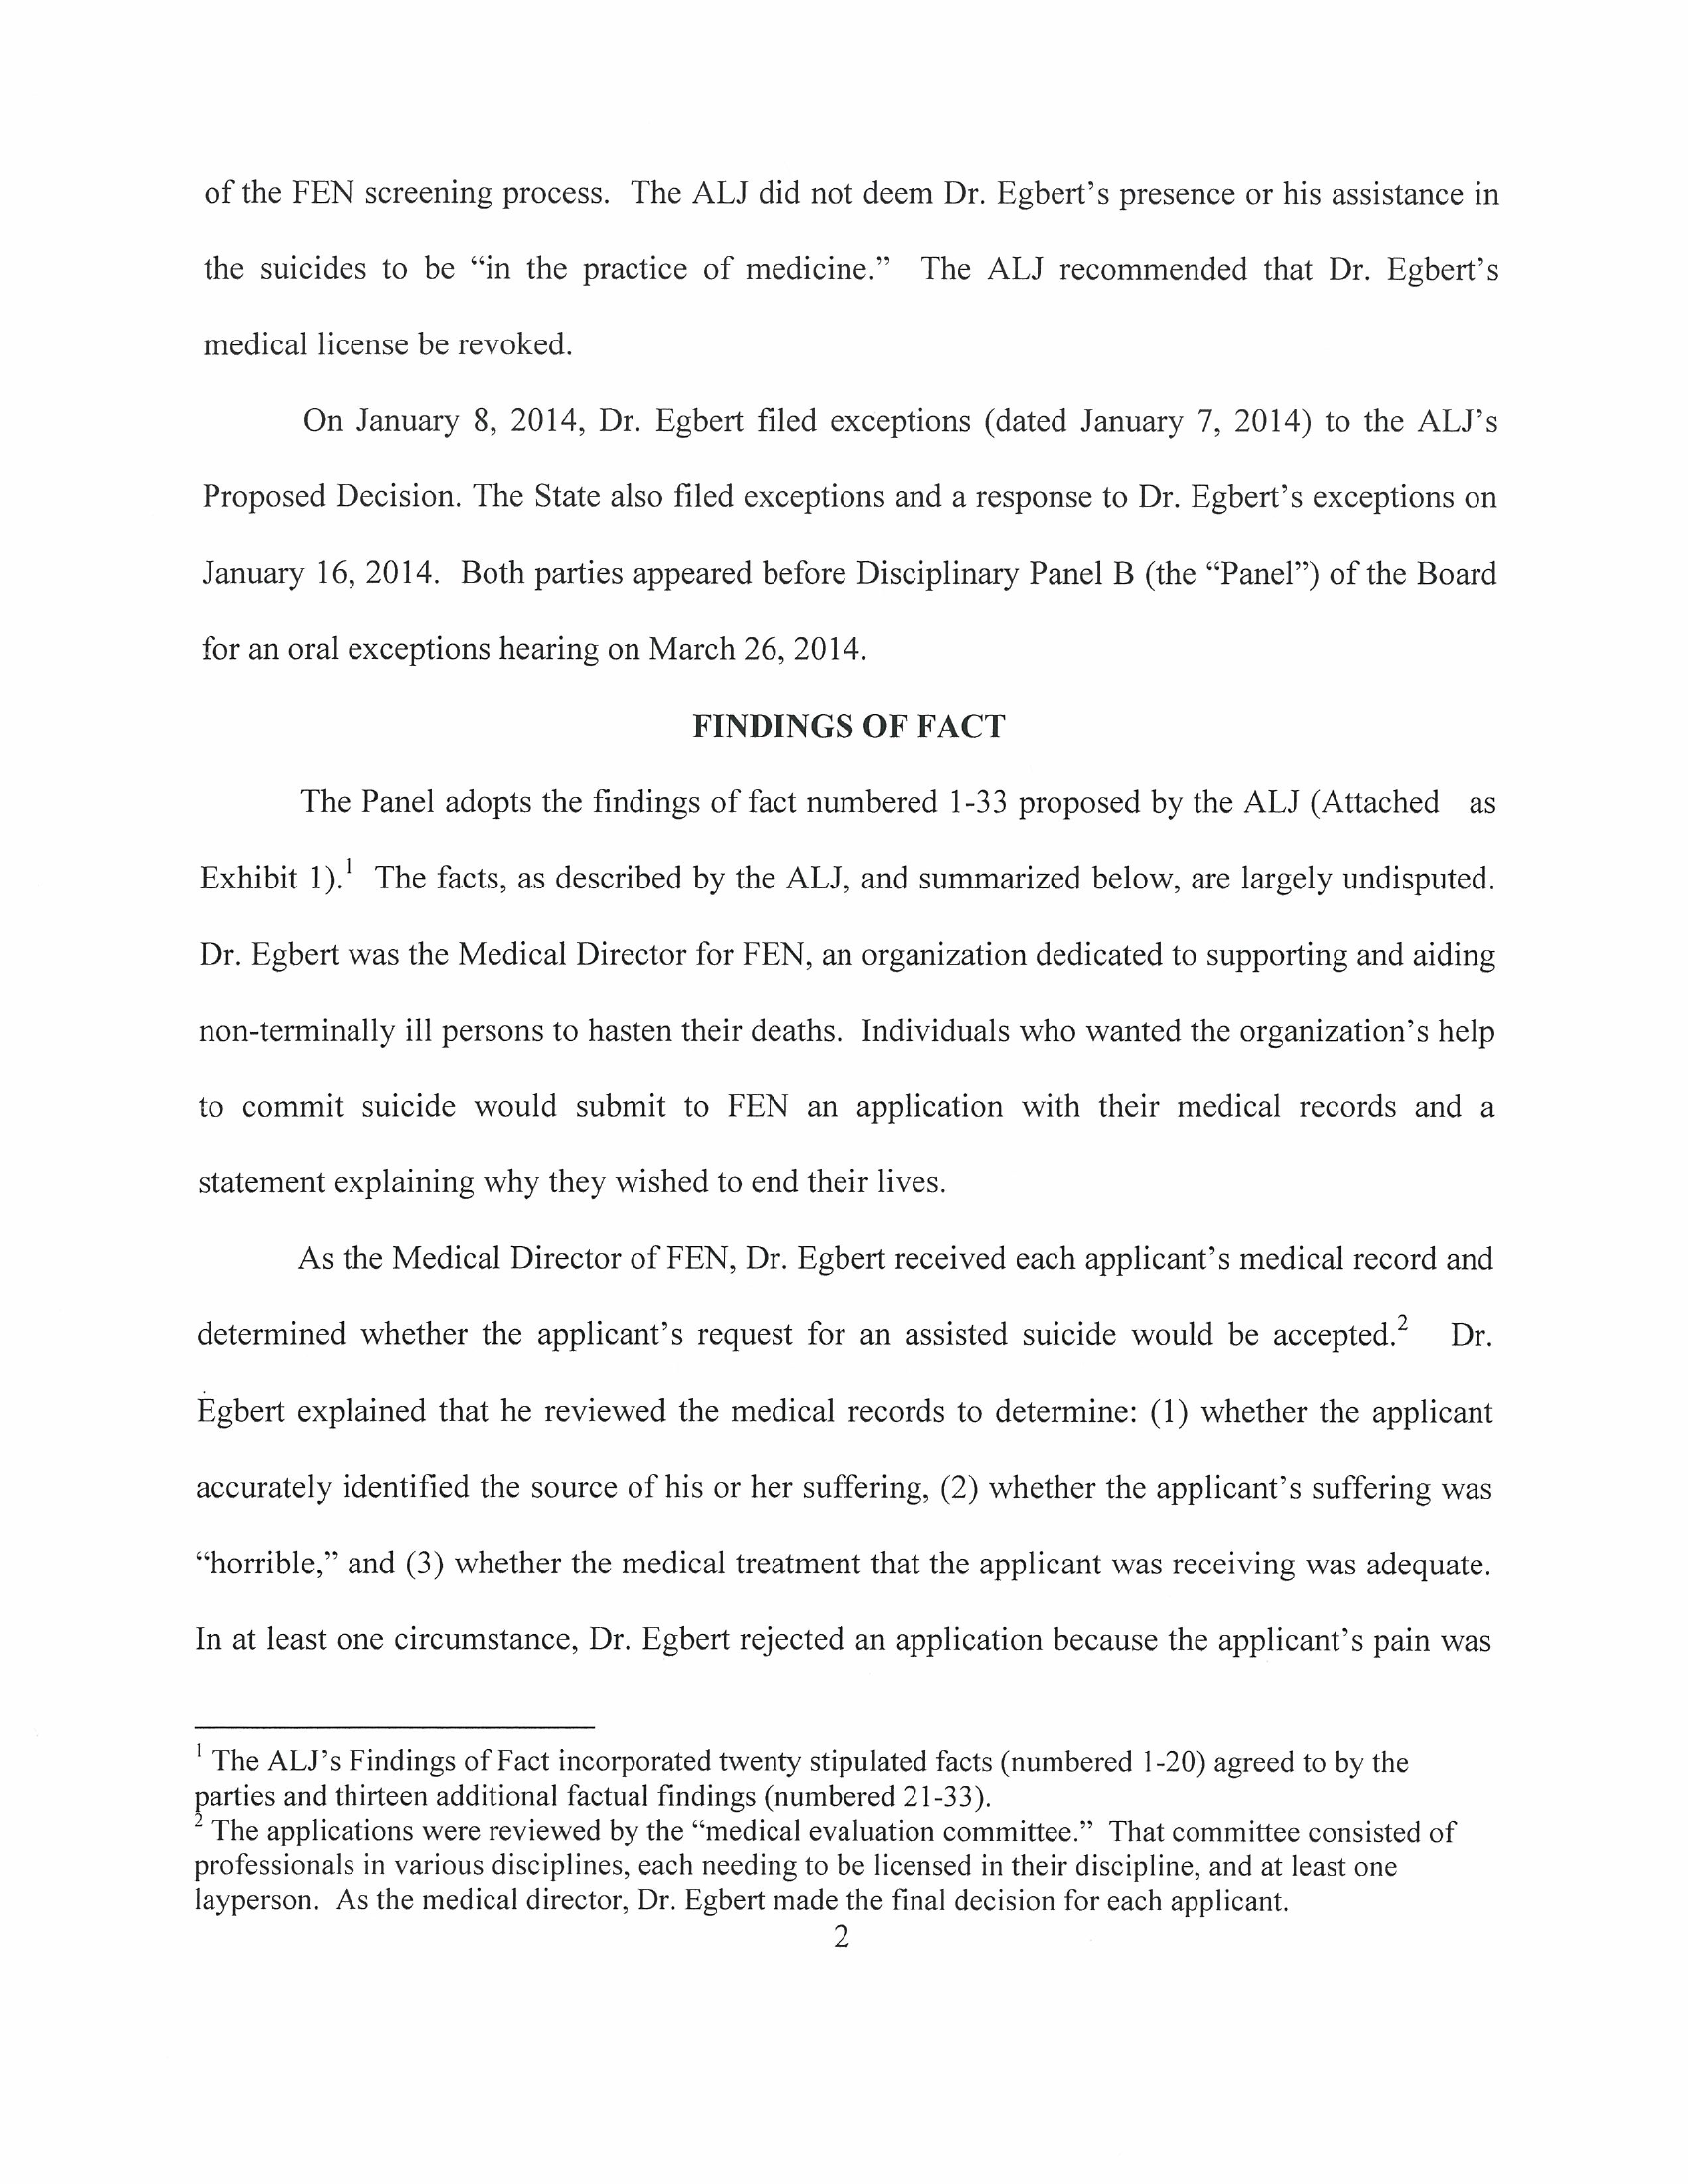 of the FEN screening process. The ALJ did not deem Dr. Egbert's presence or his assistance in
the suicides to be “in the practice of medicine.” The ALJ recommended that Dr. Egbert's
medical license be revoked.
On January 8, 2014, Dr. Egbert filed exceptions (dated January 7, 2014) to the ALJ's
Proposed Decision. The State also filed exceptions and a response to Dr. Egbert's exceptions on
January 16, 2014. Both parties appeared before Disciplinary Panel B (the “Panel”) of the Board
for an oral exceptions hearing on March 26, 2014.
FINDINGS OF FACT
The Panel adopts the findings of fact numbered 1-33 proposed by the ALJ (Attached as
Exhibit 1).1 The facts, as described by the ALJ, and summarized below, are largely undisputed.
Dr. Egbert was the Medical Director for FEN, an organization dedicated to supporting and aiding
non-terminally ill persons to hasten their deaths. Individuals who wanted the organization's help
to commit suicide would submit to FEN an application with their medical records and a
statement explaining why they wished to end their lives.
As the Medical Director of FEN, Dr. Egbert received each applicant's medical record and
determined whether the applicant's request for an assisted suicide would be accepted.2 Dr.
Egbert explained that he reviewed the medical records to determine: (1) whether the applicant
accurately identified the source of his or her suffering, (2) whether the applicant's suffering was
“horrible,” and (3) whether the medical treatment that the applicant was receiving was adequate.
In at least one circumstance, Dr. Egbert rejected an application because the applicant's pain was
1 The ALJ's Findings of Fact incorporated twenty stipulated facts (numbered 1-20) agreed to by the
parties and thirteen additional factual findings (numbered 21-33).
2 The applications were reviewed by the “medical evaluation committee.” That committee consisted of
professionals in various disciplines, each needing to be licensed in their discipline, and at least one
layperson. As the medical director, Dr. Egbert made the final decision for each applicant.
2